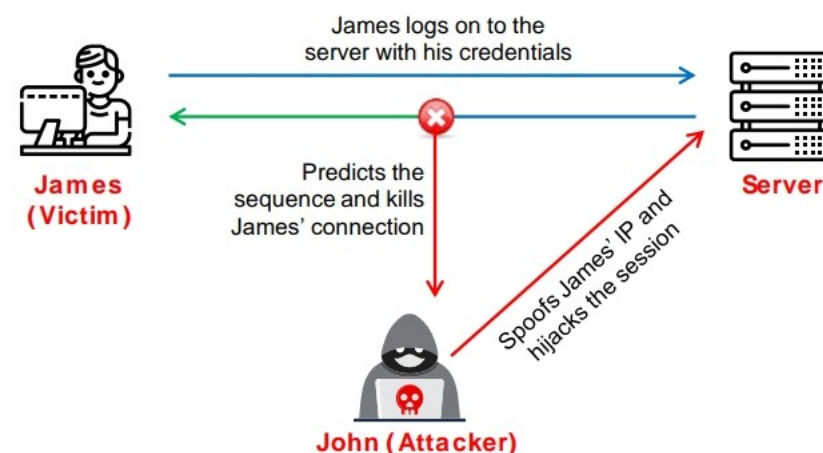 James logs on to the
server with his credentials
Predicts the
sequence and kills
James’ connection
James
(Victim)
Server
Spoofs James’ IP and
hijacks the session
John (Attacker)